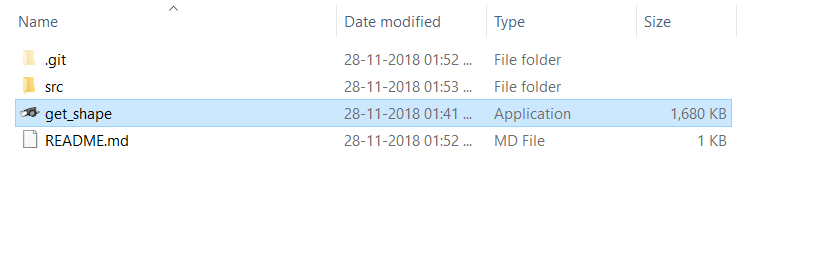 Name Date modified Type Size
.git 28-11-2018 01:52 ... File folder
src 28-11-2018 01:53 ... File folder
get_shape 28-11-2018 01:41 ... Application 1,680 KB
README.md 28-11-2018 01:52 ... MD File 1 KB